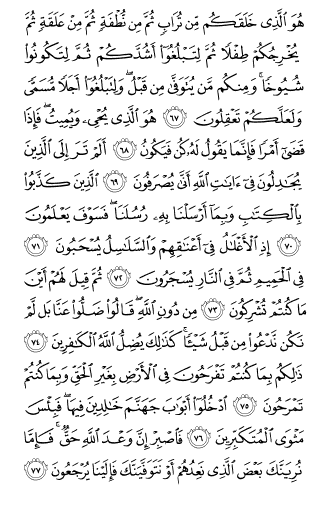 هُوَ ٱلَّذِى خَلَقَكُم مِّن تُرَابٍ ثُمَّ مِن نُّطْفَةٍ ثُمَّ مِنْ عَلَقَةٍ ثُمَّ
يُخْرِجُكُمْ طِفْلًا ثُمَّ لِتَبْلُغُوٓا۟ أَشُدَّكُمْ ثُمَّ لِتَكُونُوا۟
شُيُوخًا ۚ وَمِنكُم مَّن يُتَوَفَّىٰ مِن قَبْلُ ۖ وَلِتَبْلُغُوٓا۟ أَجَلًا مُّسَمًّى
وَلَعَلَّكُمْ تَعْقِلُونَ ٦٧ هُوَ ٱلَّذِى يُحْىِۦ وَيُمِيتُ ۖ فَإِذَا
قَضَىٰٓ أَمْرًا فَإِنَّمَا يَقُولُ لَهُۥ كُن فَيَكُونُ ٦٨ أَلَمْ تَرَ إِلَى ٱلَّذِينَ
يُجَٰدِلُونَ فِىٓ ءَايَٰتِ ٱللَّهِ أَنَّىٰ يُصْرَفُونَ ٦٩ ٱلَّذِينَ كَذَّبُوا۟
بِٱلْكِتَٰبِ وَبِمَآ أَرْسَلْنَا بِهِۦ رُسُلَنَا ۖ فَسَوْفَ يَعْلَمُونَ
٧٠ إِذِ ٱلْأَغْلَٰلُ فِىٓ أَعْنَٰقِهِمْ وَٱلسَّلَٰسِلُ يُسْحَبُونَ ٧١
فِى ٱلْحَمِيمِ ثُمَّ فِى ٱلنَّارِ يُسْجَرُونَ ٧٢ ثُمَّ قِيلَ لَهُمْ أَيْنَ
مَا كُنتُمْ تُشْرِكُونَ ٧٣ مِن دُونِ ٱللَّهِ ۖ قَالُوا۟ ضَلُّوا۟ عَنَّا بَل لَّمْ
نَكُن نَّدْعُوا۟ مِن قَبْلُ شَيْـًٔا ۚ كَذَٰلِكَ يُضِلُّ ٱللَّهُ ٱلْكَٰفِرِينَ ٧٤
ذَٰلِكُم بِمَا كُنتُمْ تَفْرَحُونَ فِى ٱلْأَرْضِ بِغَيْرِ ٱلْحَقِّ وَبِمَا كُنتُمْ
تَمْرَحُونَ ٧٥ ٱدْخُلُوٓا۟ أَبْوَٰبَ جَهَنَّمَ خَٰلِدِينَ فِيهَا ۖ فَبِئْسَ
مَثْوَى ٱلْمُتَكَبِّرِينَ ٧٦ فَٱصْبِرْ إِنَّ وَعْدَ ٱللَّهِ حَقٌّ ۚ فَإِمَّا
نُرِيَنَّكَ بَعْضَ ٱلَّذِى نَعِدُهُمْ أَوْ نَتَوَفَّيَنَّكَ فَإِلَيْنَا يُرْجَعُونَ ٧٧